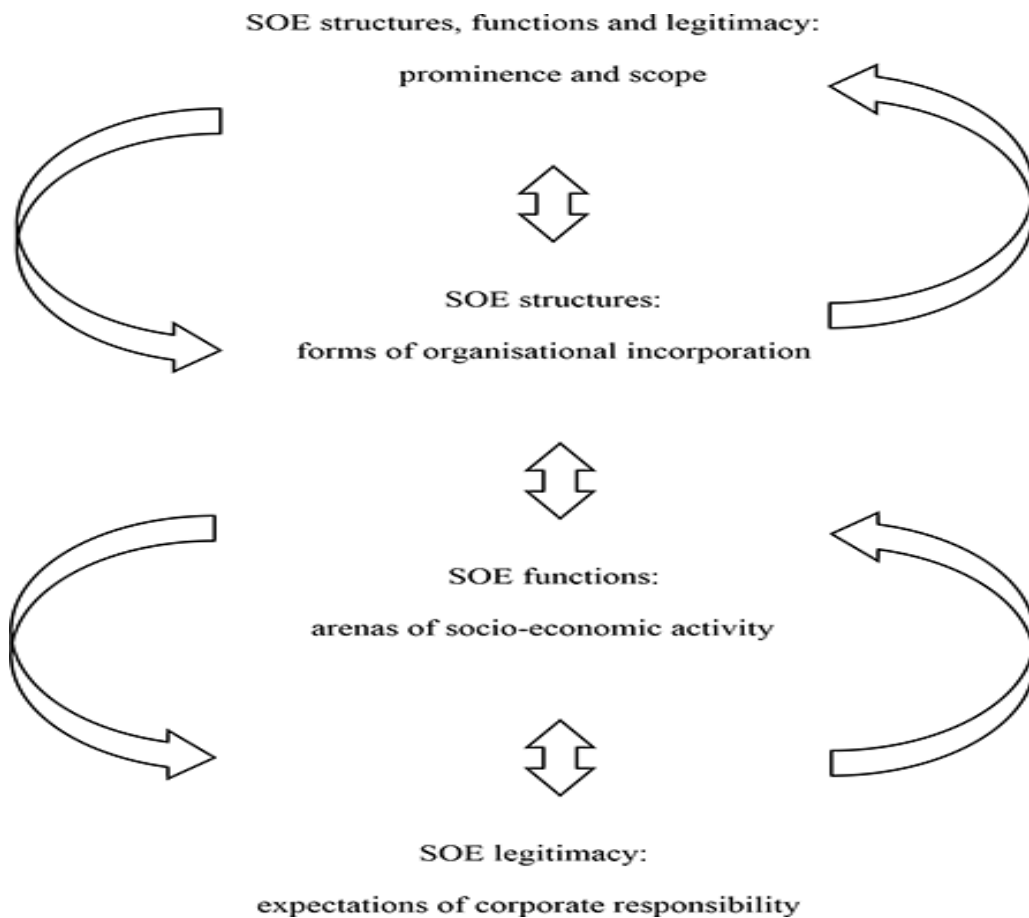 SOE structures, functions and legitimacy:
prominence and scope
SOE structures:
forms of organisational incorporation
SOE functions:
arenas of socio-economic activity
SOE legitimacy:
expectations of corporate responsibility